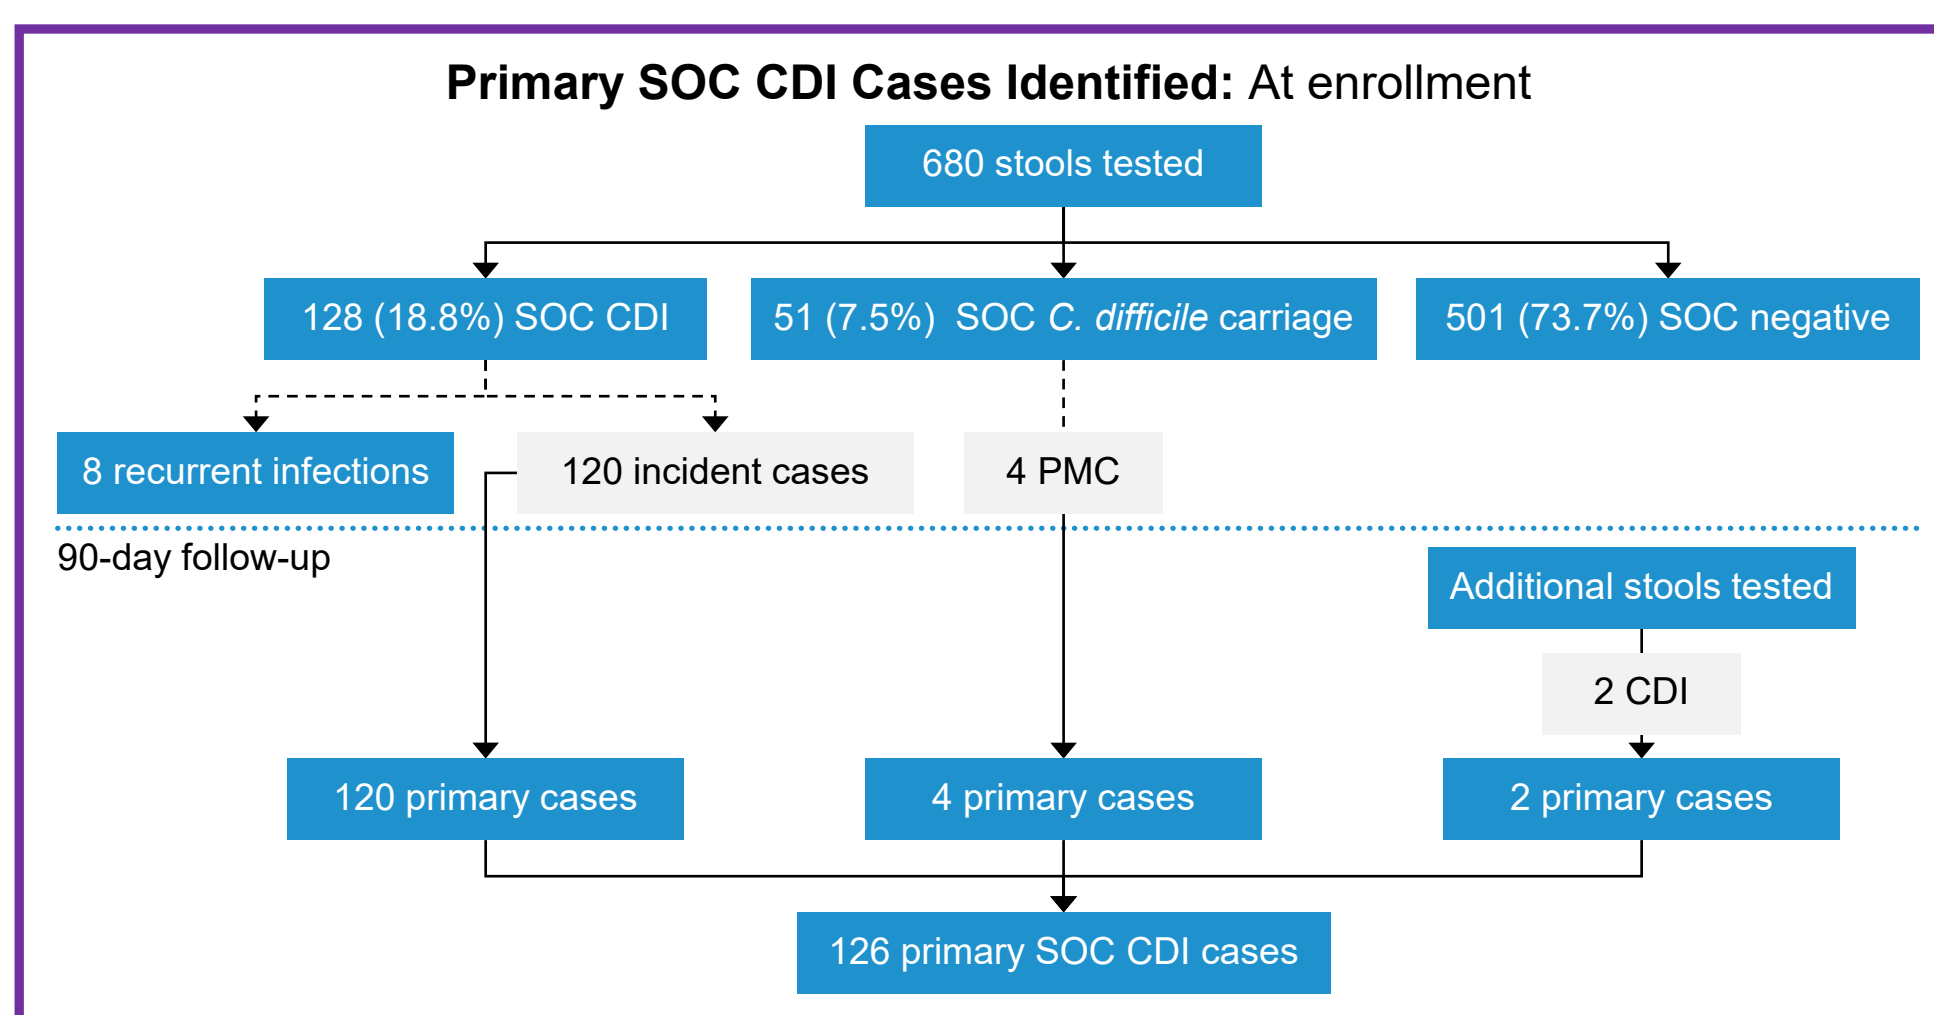 Primary SOC CDI Cases Identified: At enrollment
680 stools tested
128 (18.8%) SOC CDI
51 (7.5%) SOC C. difficile carriage
501 (73.7%) SOC negative
8 recurrent infections
120 incident cases
4 PMC
90-day follow-up
Additional stools tested
2 CDI
120 primary cases
4 primary cases
2 primary cases
126 primary SOC CDI cases